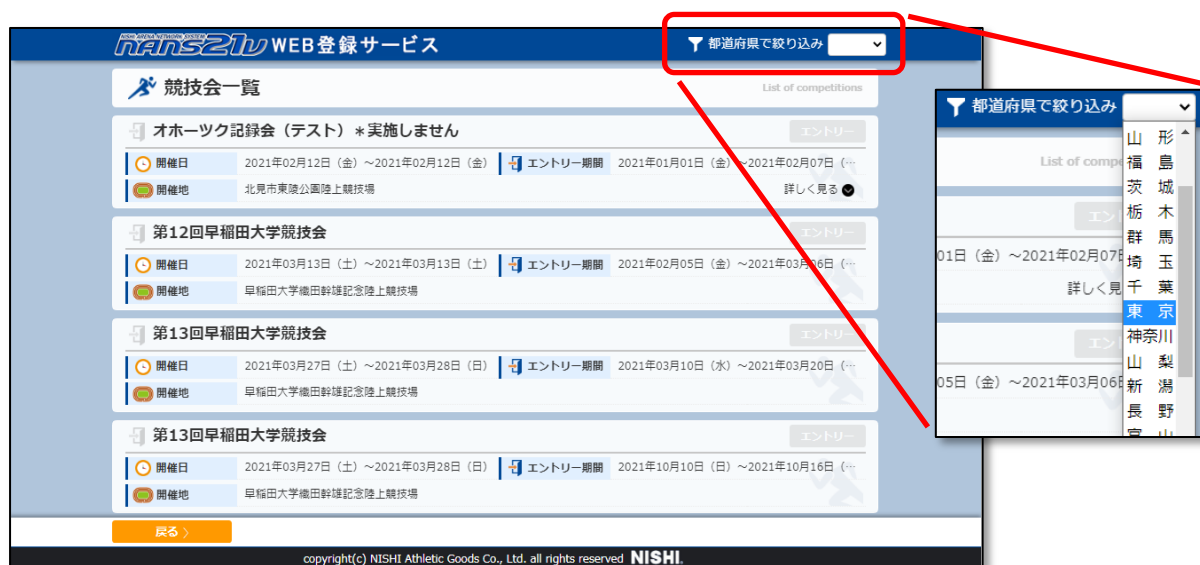 NISHI ARENA NETWORK SYSTEM
nans21V WEB登録サービス
都道府県で絞り込み
競技会一覧
List of competitions
オホーツク記録会（テスト）＊実施しません
エントリー
開催日 2021年02月12日（金）～2021年02月12日（金） エントリー期間 2021年01月01日（金）～2021年02月07日（…
開催地 北見市東陵公園陸上競技場 詳しく見る
第12回早稲田大学競技会
エントリー
開催日 2021年03月13日（土）～2021年03月13日（土） エントリー期間 2021年02月05日（金）～2021年03月06日（…
開催地 早稲田大学織田幹雄記念陸上競技場
第13回早稲田大学競技会
エントリー
開催日 2021年03月27日（土）～2021年03月28日（日） エントリー期間 2021年03月10日（水）～2021年03月20日（…
開催地 早稲田大学織田幹雄記念陸上競技場
第13回早稲田大学競技会
エントリー
開催日 2021年03月27日（土）～2021年03月28日（日） エントリー期間 2021年10月10日（日）～2021年10月16日（…
開催地 早稲田大学織田幹雄記念陸上競技場
戻る 〉
copyright(c) NISHI Athletic Goods Co., Ltd. all rights reserved NISHI.
都道府県で絞り込み
List of compe
エント
01日（金）～2021年02月07日
詳しく見
エント
05日（金）～2021年03月06日
山 形
福 島
茨 城
栃 木
群 馬
埼 玉
千 葉
東 京
神奈川
山 梨
新 潟
長 野
富 山